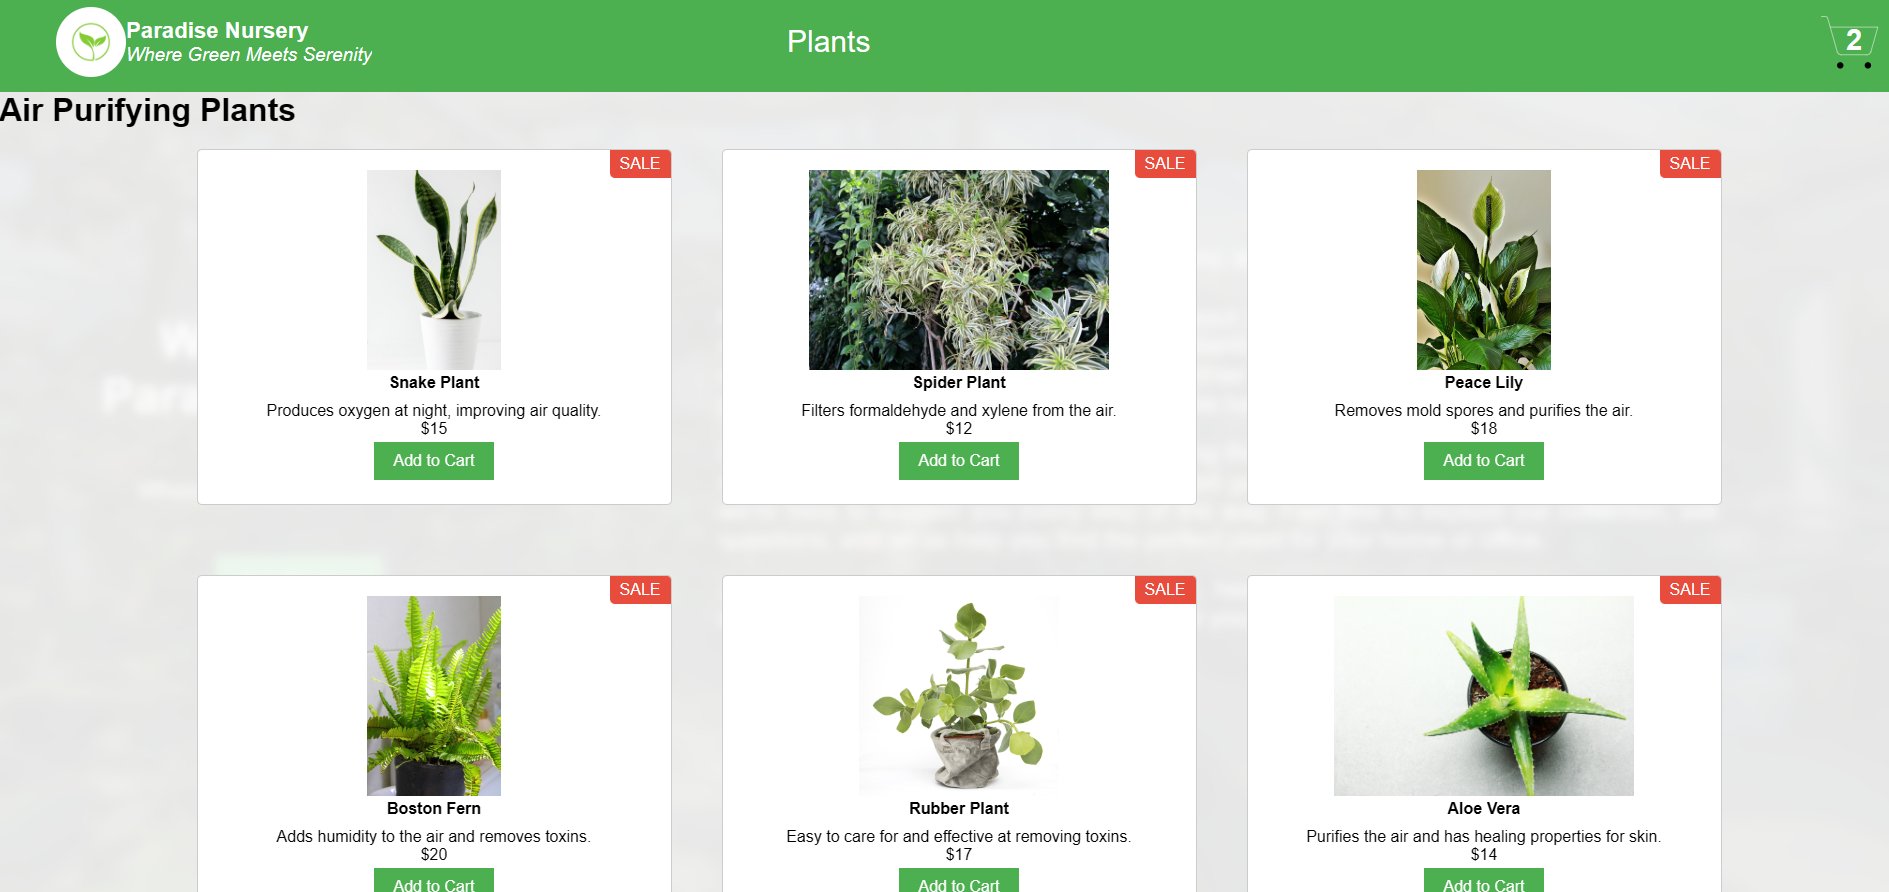 Paradise Nursery
Where Green Meets Serenity
Plants
2
Air Purifying Plants
SALE
SALE
SALE
Snake Plant
Produces oxygen at night, improving air quality.
$15
Add to Cart
Spider Plant
Filters formaldehyde and xylene from the air.
$12
Add to Cart
Peace Lily
Removes mold spores and purifies the air.
$18
Add to Cart
SALE
SALE
SALE
Boston Fern
Adds humidity to the air and removes toxins.
$20
Add to Cart
Rubber Plant
Easy to care for and effective at removing toxins.
$17
Add to Cart
Aloe Vera
Purifies the air and has healing properties for skin.
$14
Add to Cart